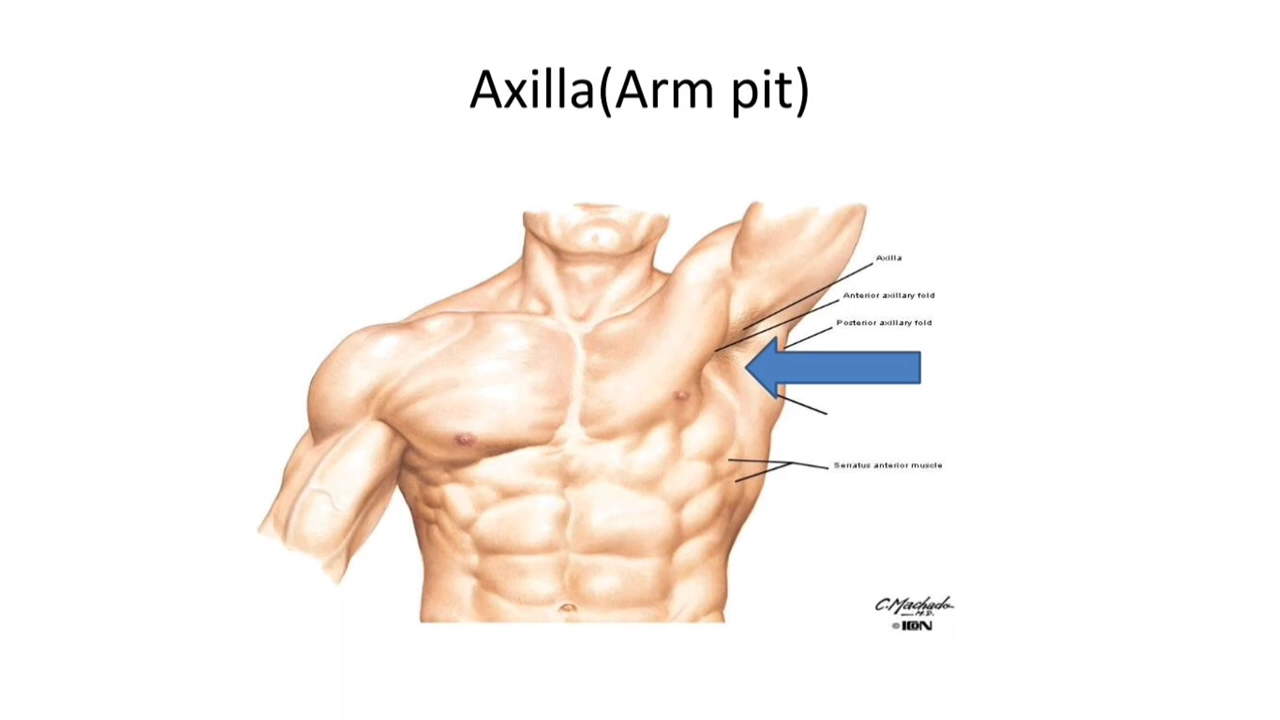 Axilla(Arm pit)
Axilla
Anterior axillary fold
Posterior axillary fold
Serratus anterior muscle
C.Machado
M.D.
© ICON